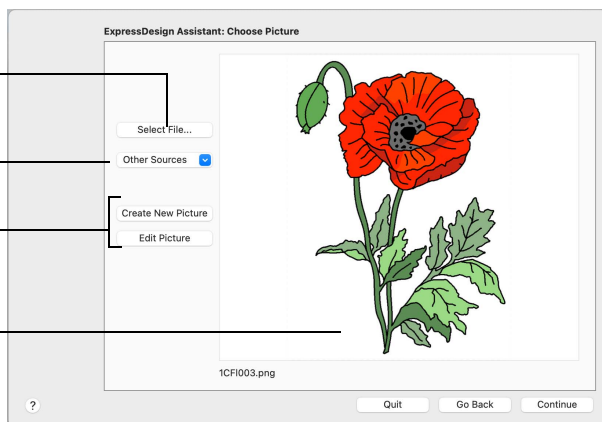 ExpressDesign Assistant: Choose Picture
Select File...
Other Sources
Create New Picture
Edit Picture
1CFI003.png
?
Quit
Go Back
Continue